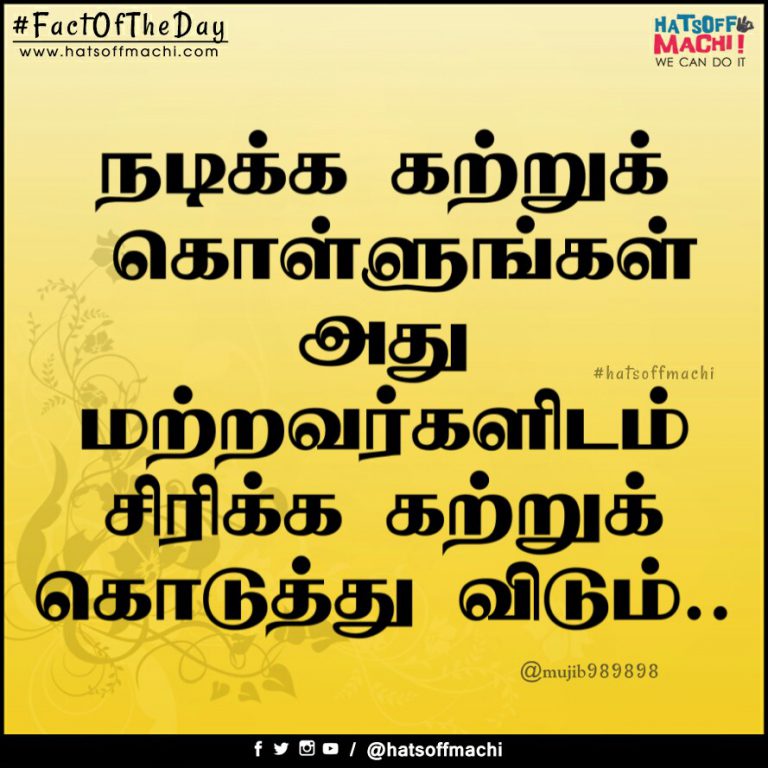 #FactOfTheDay
www.hatsoffmachi.com
HATSOFF
MACHI!
WE CAN DO IT
நடிக்க கற்றுக்
கொள்ளுங்கள்
அது
#hatsoffmachi
மற்றவர்களிடம்
சிரிக்க கற்றுக்
கொடுத்து விடும்..
@mujib989898
/ @hatsoffmachi